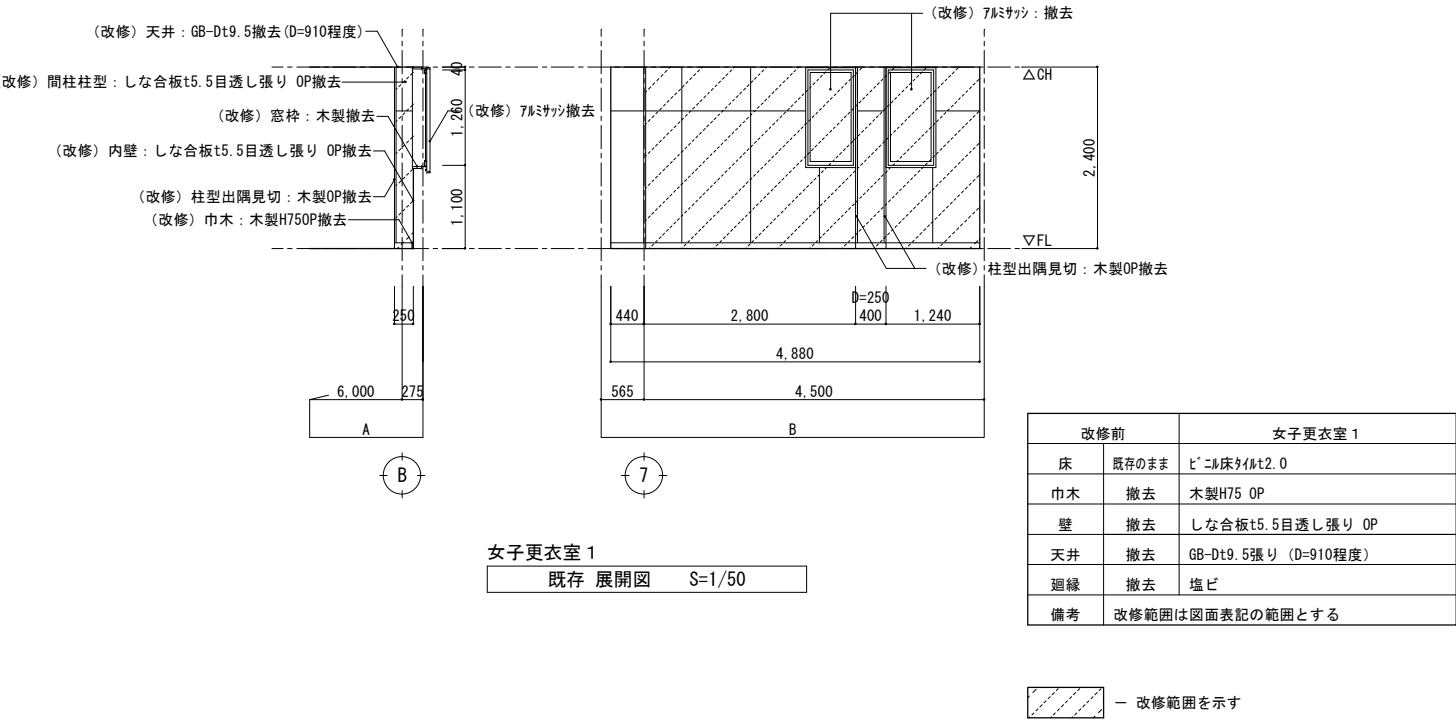 （改修）アルミサッシ：撤去
（改修）天井：GB-Dt9.5撤去(D=910程度)
改修）間柱柱型：しな合板t5.5目透し張り OP撤去
（改修）窓枠：木製撤去
（改修）アルミサッシ撤去
（改修）内壁：しな合板t5.5目透し張り OP撤去
（改修）柱型出隅見切：木製OP撤去
（改修）巾木：木製H75OP撤去
40
1,260
1,100
△CH
2,400
▽FL
（改修）柱型出隅見切：木製OP撤去
250
440
2,800
D=250
400
1,240
4,880
6,000
275
565
4,500
A
B
B
7
女子更衣室１
既存 展開図 S=1/50
改修前 女子更衣室１
床 既存のまま ビニル床タイルt2.0
巾木 撤去 木製H75 OP
壁 撤去 しな合板t5.5目透し張り OP
天井 撤去 GB-Dt9.5張り（D=910程度）
廻縁 撤去 塩ビ
備考 改修範囲は図面表記の範囲とする
－ 改修範囲を示す